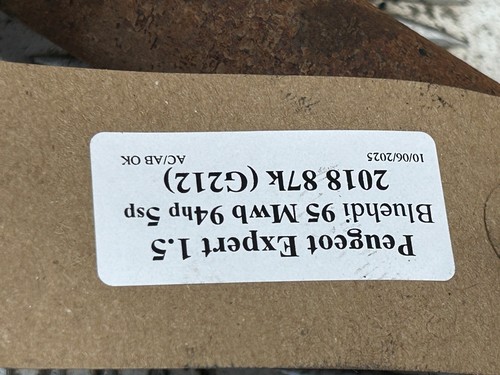 Peugeot Expert 1.5
Bluehdi 95 Mwb 94hp 5sp
2018 87k (G212)
10/06/2025 AC/AB OK